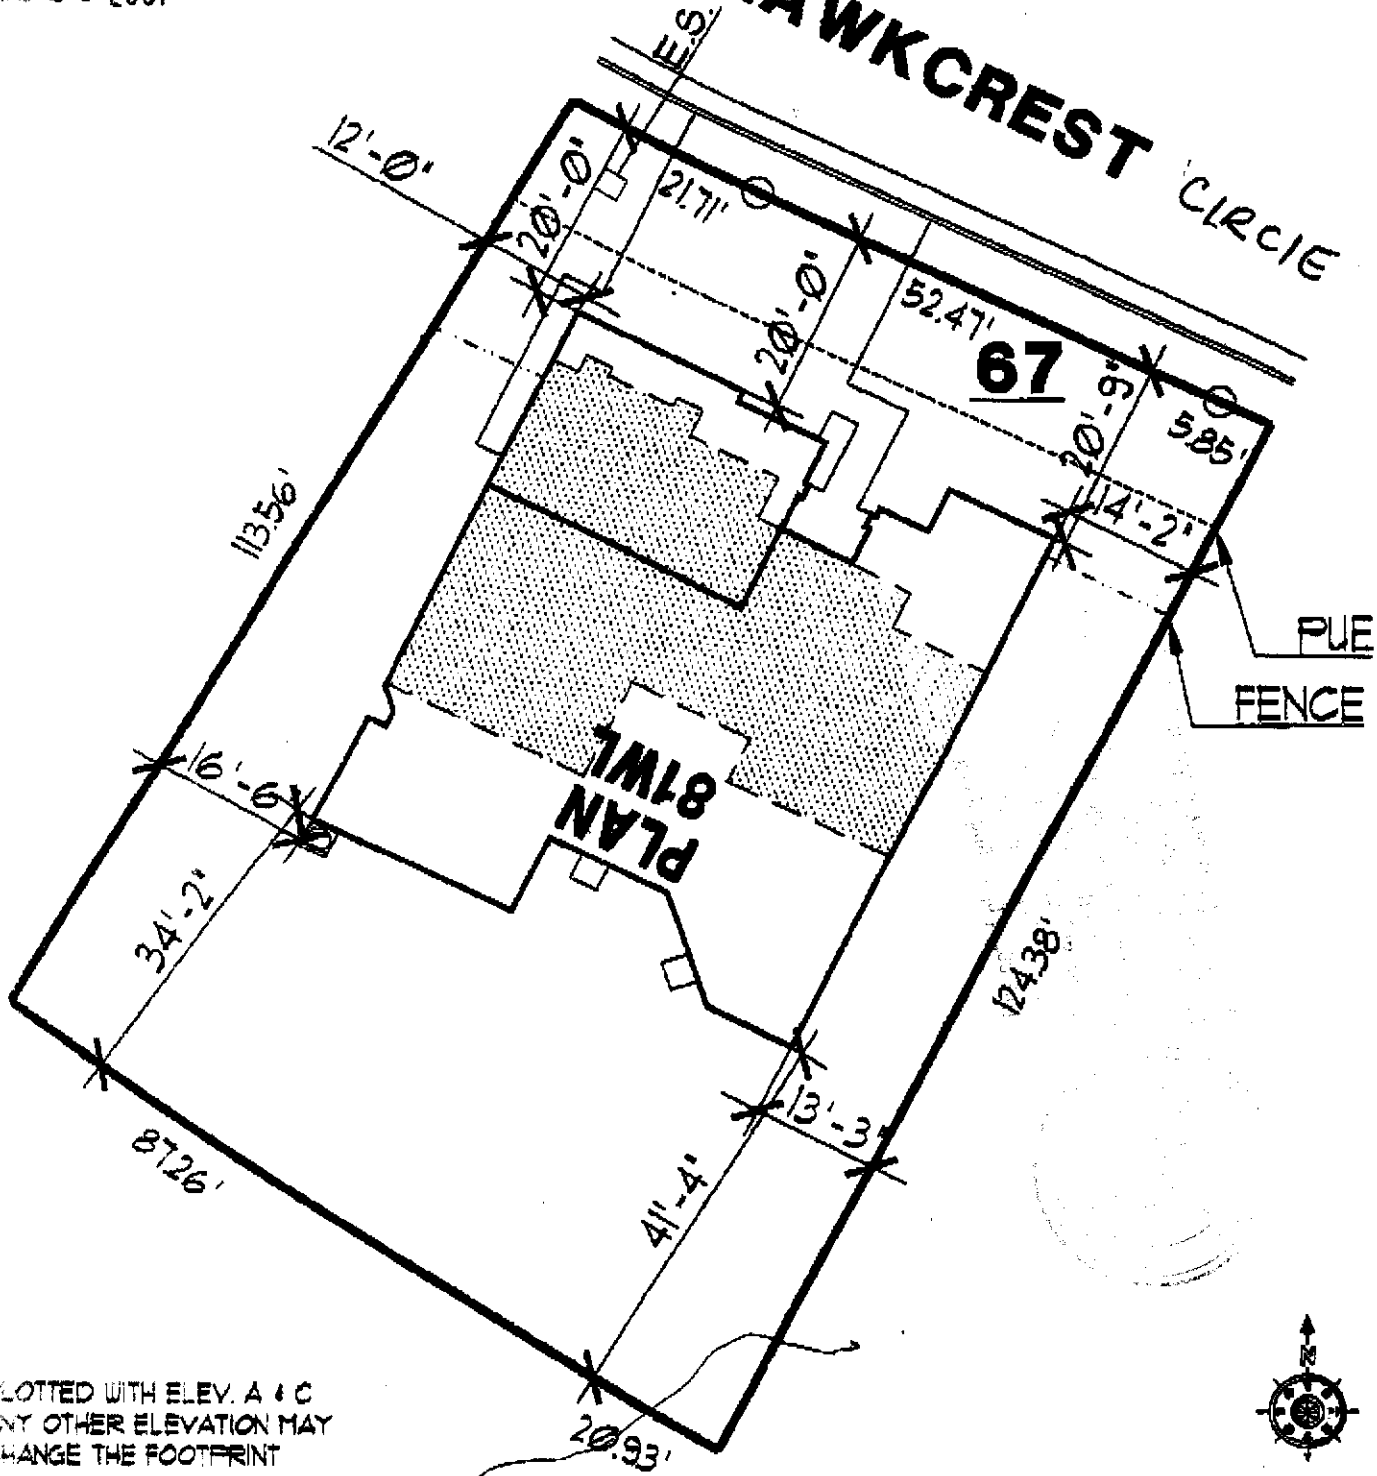 2001
E.S.
HAWKCREST CIRCLE
12'-0"
20'-0"
21.71'
20'-0"
52.47'
67
20'-9"
5.85'
14'-2"
113.56'
PUE
FENCE
PLAN
81WL
16'-6"
34'-2"
124.38'
13'-3"
87.26'
41'-4"
20.93'
N
LOTTED WITH ELEV. A & C
NY OTHER ELEVATION MAY
HANGE THE FOOTPRINT